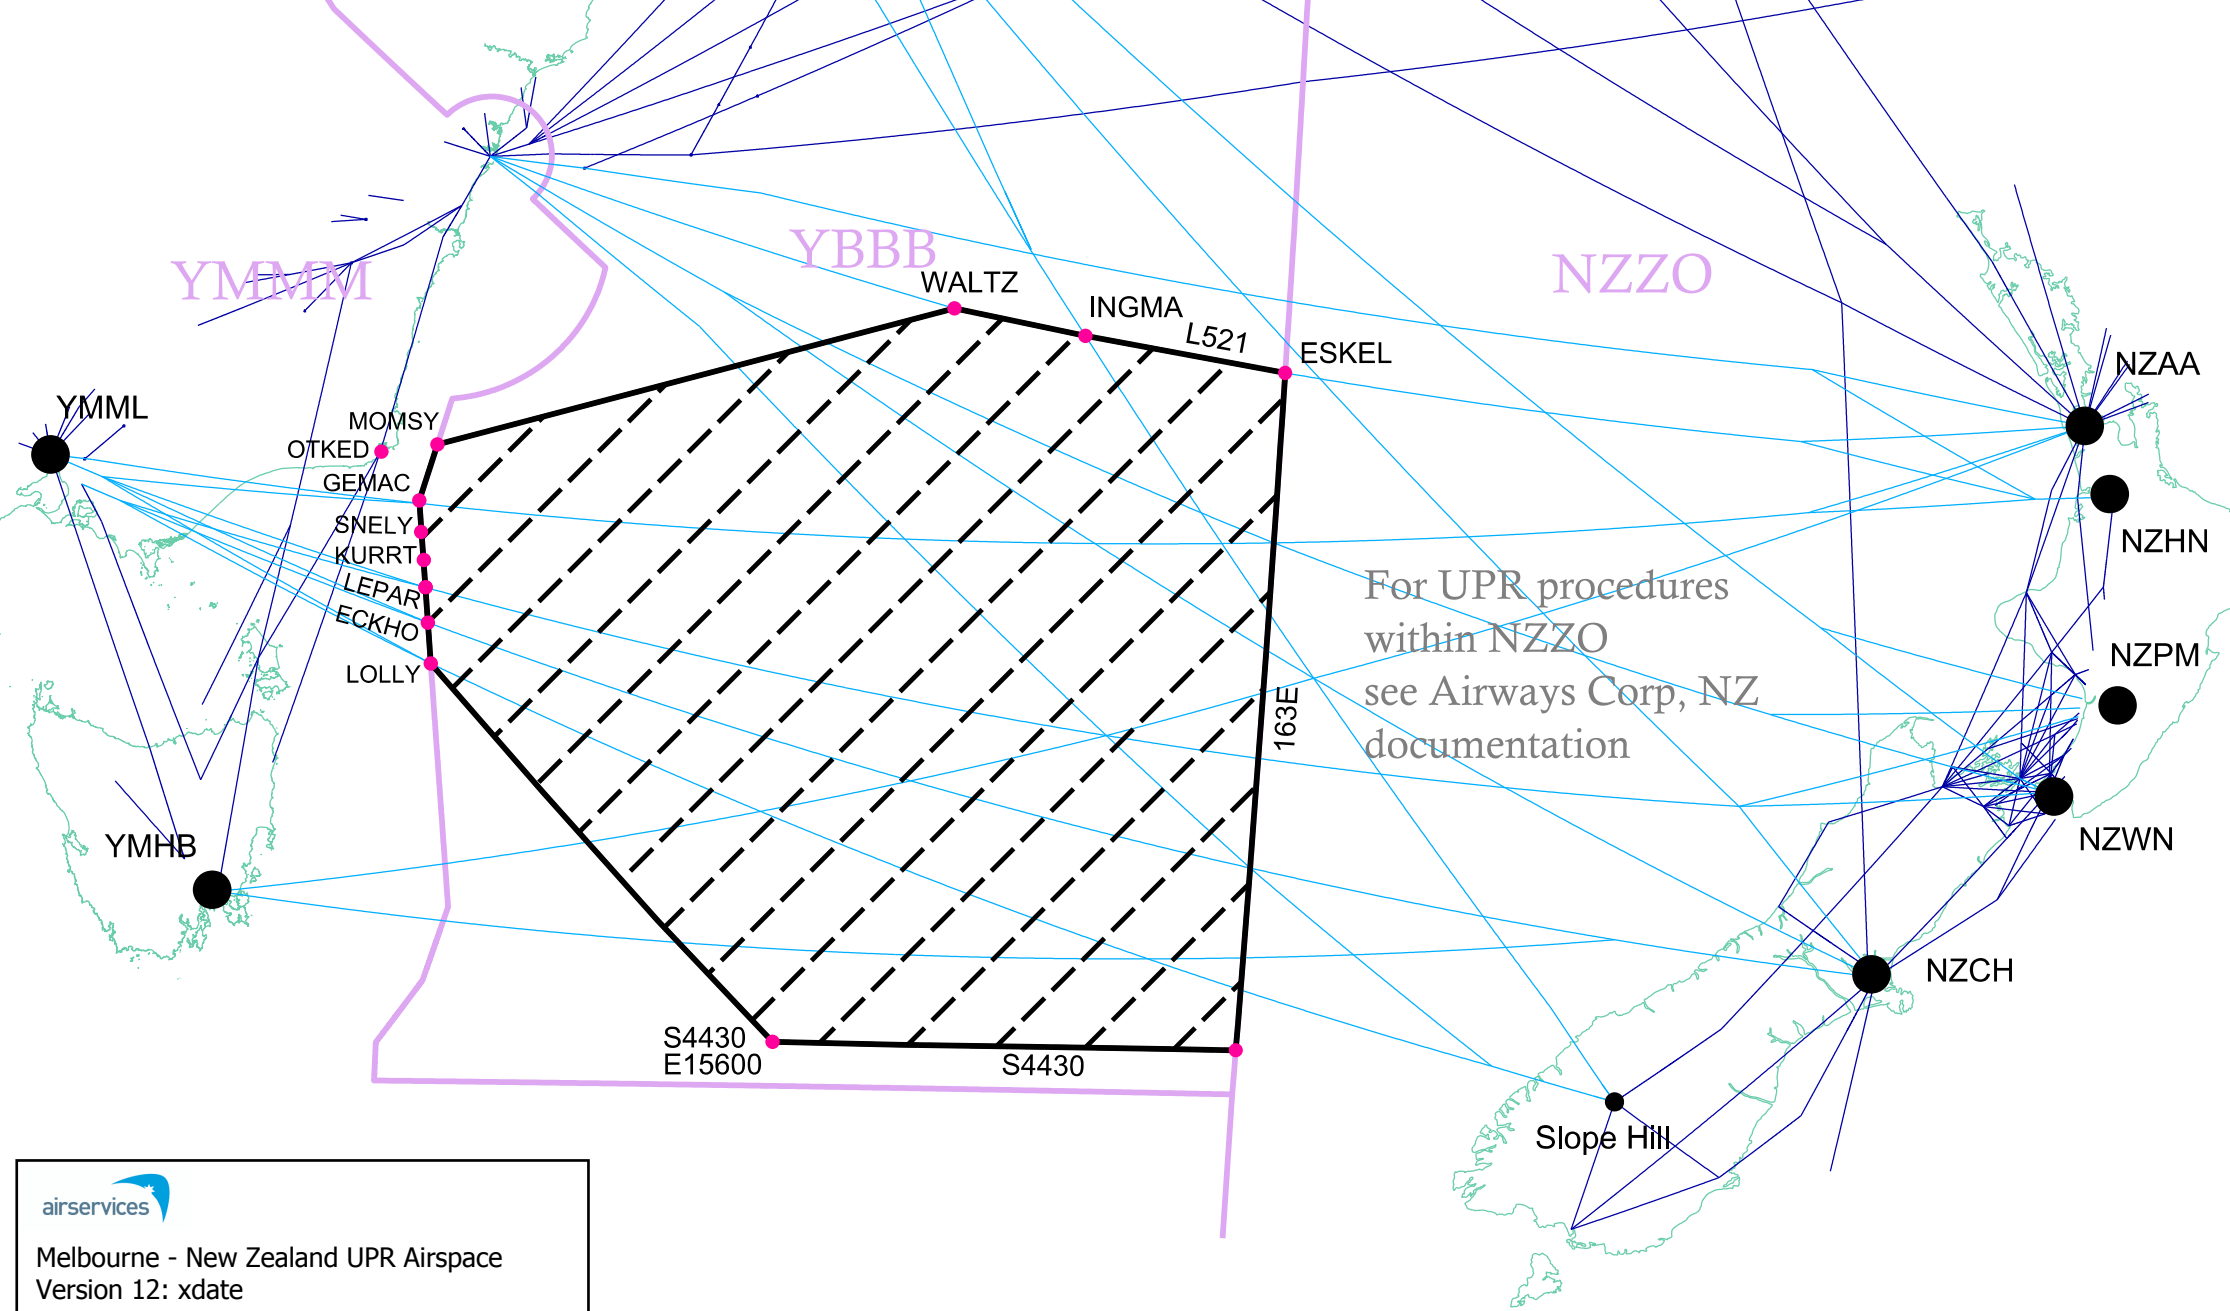 YMMM
YBBB
NZZO
WALTZ
INGMA
L521
ESKEL
NZAA
YMML
MOMSY
OTKED
GEMAC
SNELY
KURRT
LEPAR
ECKHO
LOLLY
NZHN
For UPR procedures
within NZZO
see Airways Corp, NZ
documentation
163E
NZPM
NZWN
YMHB
NZCH
S4430
E15600
S4430
Slope Hill
airservices
Melbourne - New Zealand UPR Airspace
Version 12: xdate